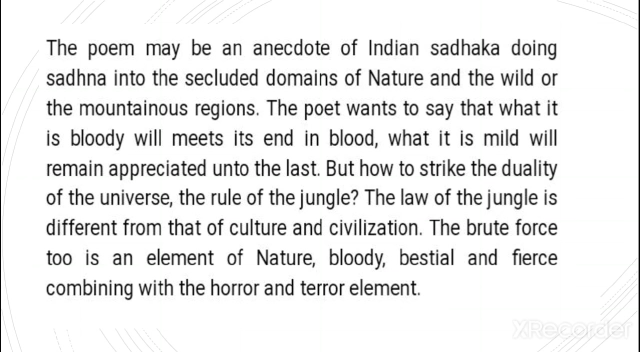 The poem may be an anecdote of Indian sadhaka doing
sadhna into the secluded domains of Nature and the wild or
the mountainous regions. The poet wants to say that what it
is bloody will meets its end in blood, what it is mild will
remain appreciated unto the last. But how to strike the duality
of the universe, the rule of the jungle? The law of the jungle is
different from that of culture and civilization. The brute force
too is an element of Nature, bloody, bestial and fierce
combining with the horror and terror element.
XRecorder